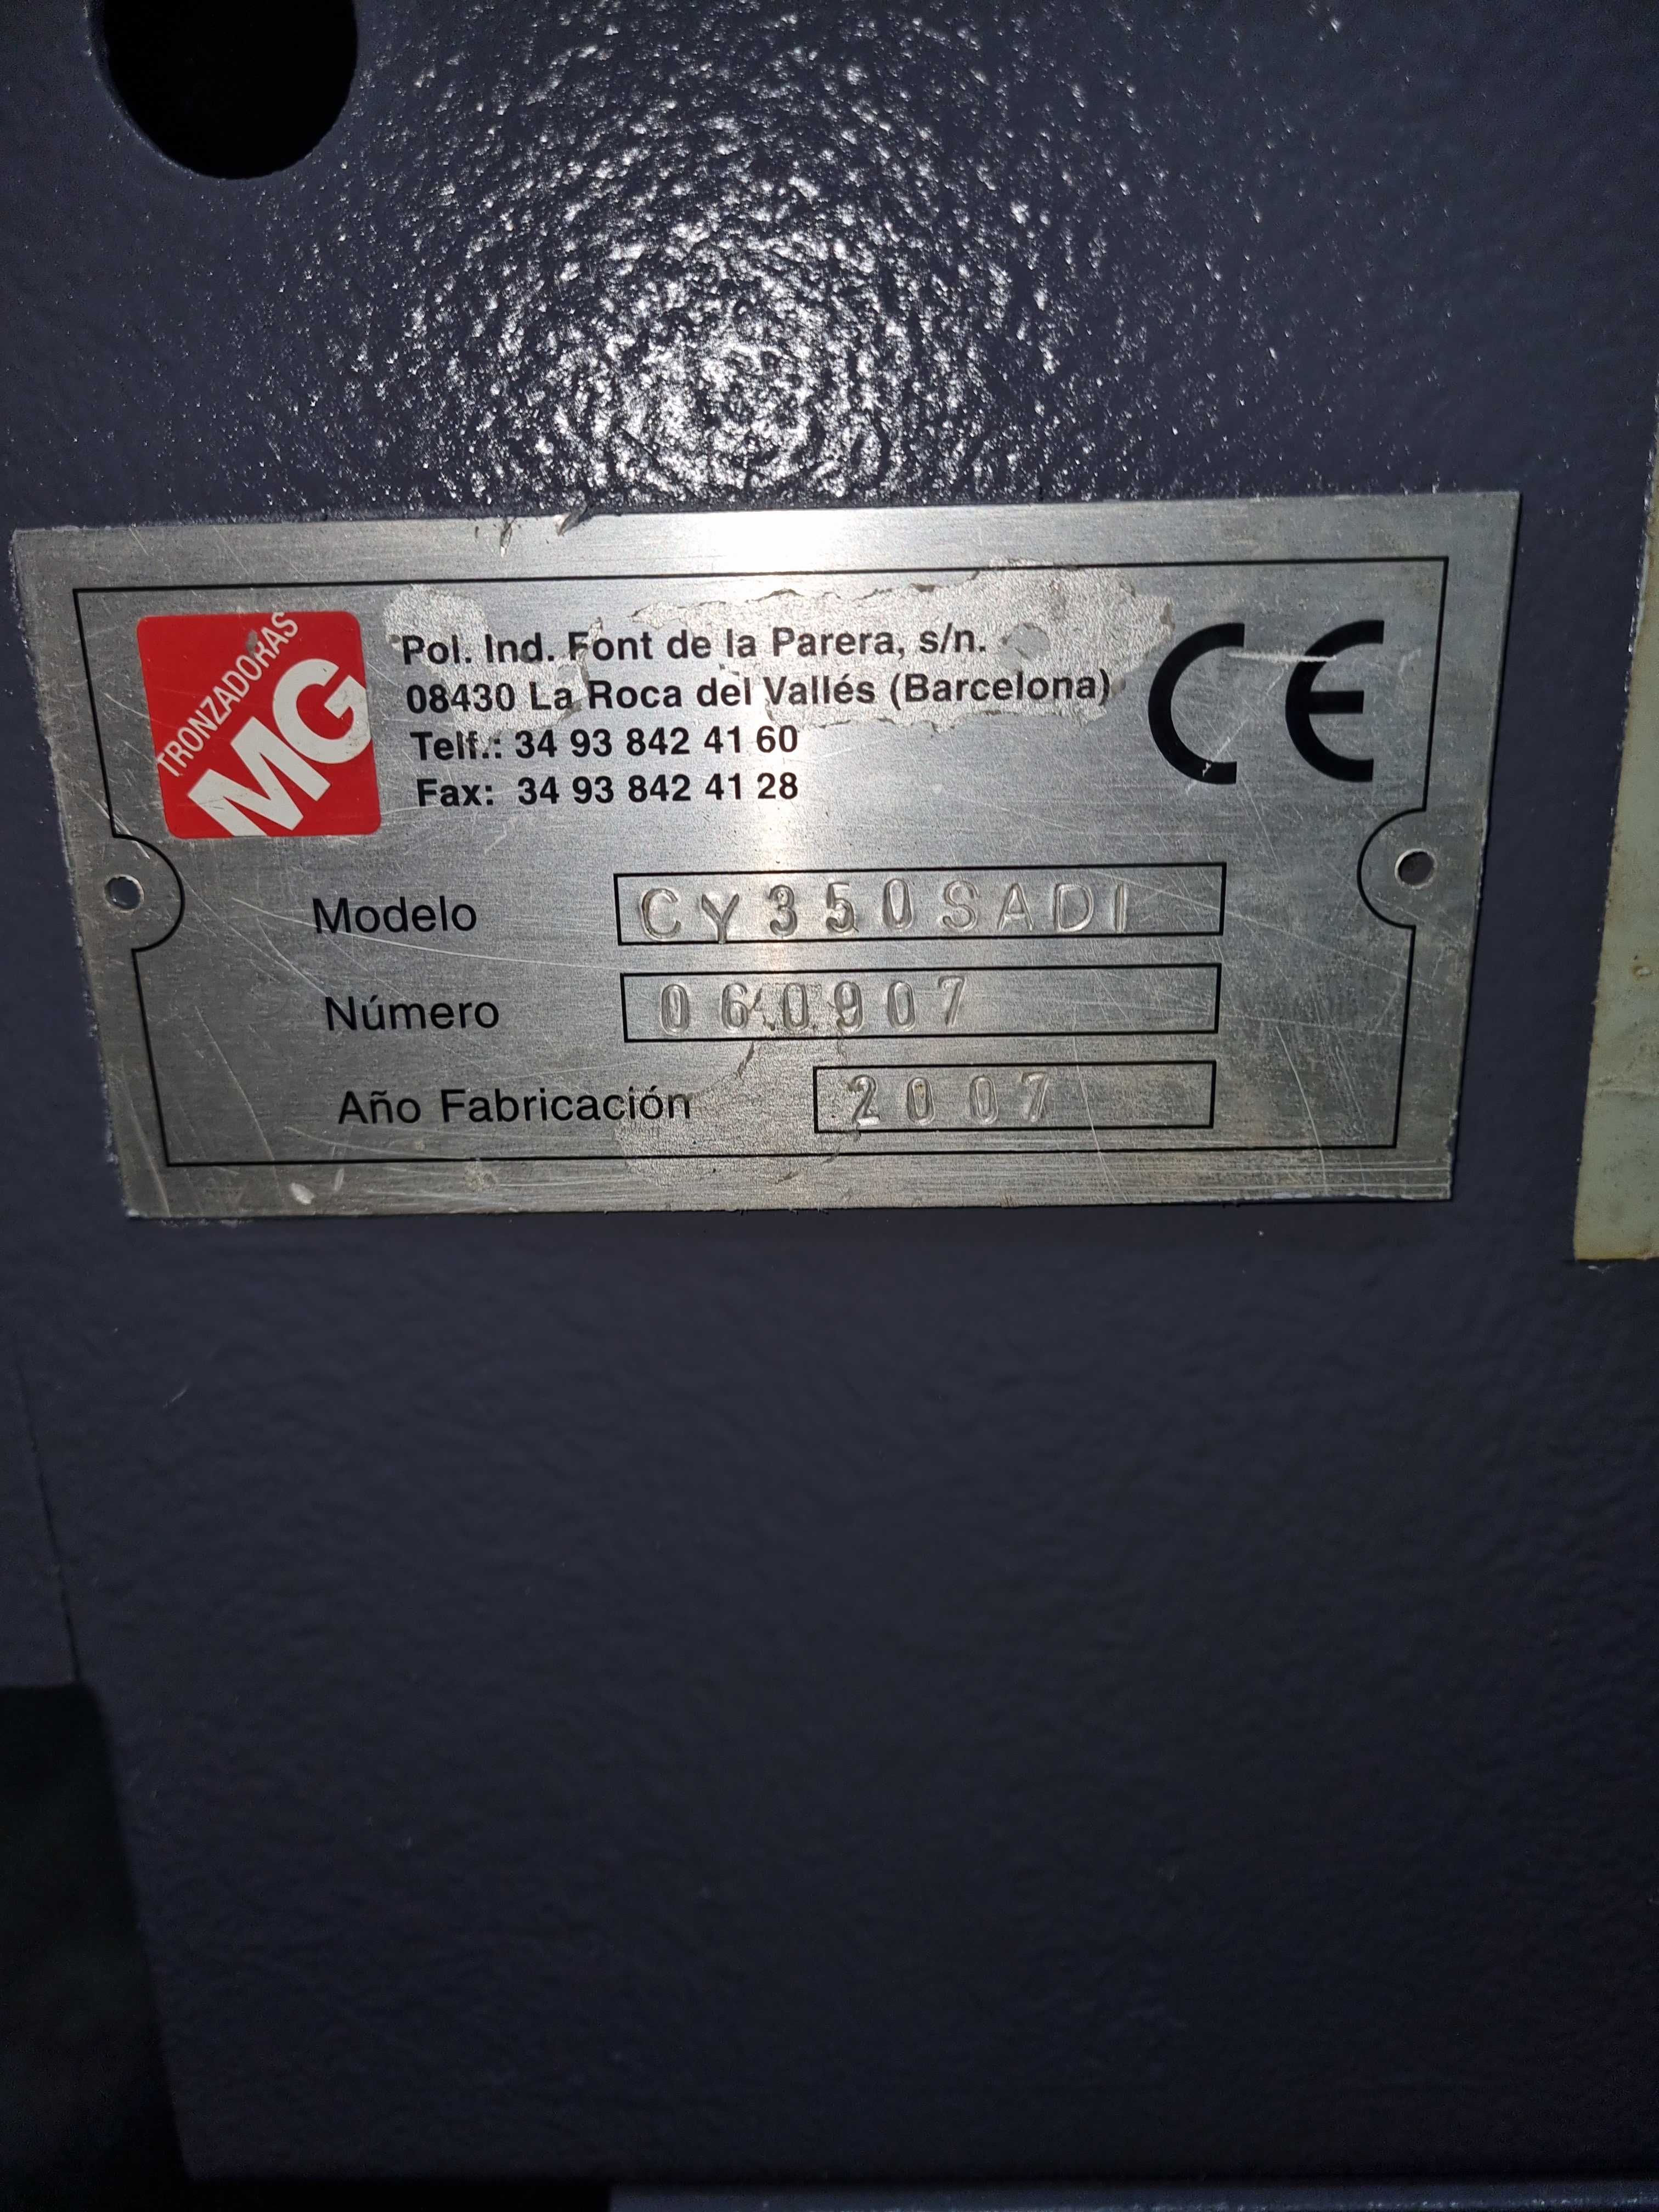 TRONZADORAS
MG
Pol. Ind. Font de la Parera, s/n.
08430 La Roca del Vallés (Barcelona)
Telf.: 34 93 842 41 60
Fax: 34 93 842 41 28
CE
Modelo CY350SADI
Número 060907
Año Fabricación 2007